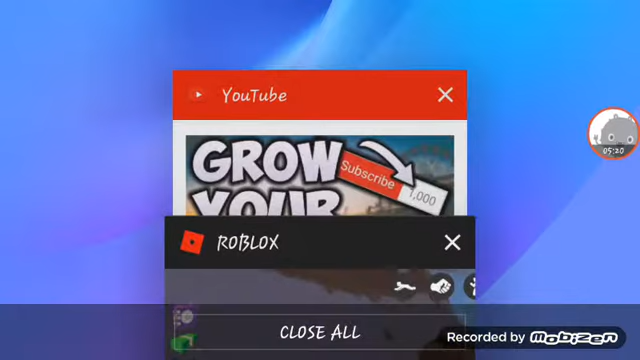 YouTube
GROW
YOUR
Subscribe 1,000
05:20
ROBLOX
CLOSE ALL
Recorded by mobizen